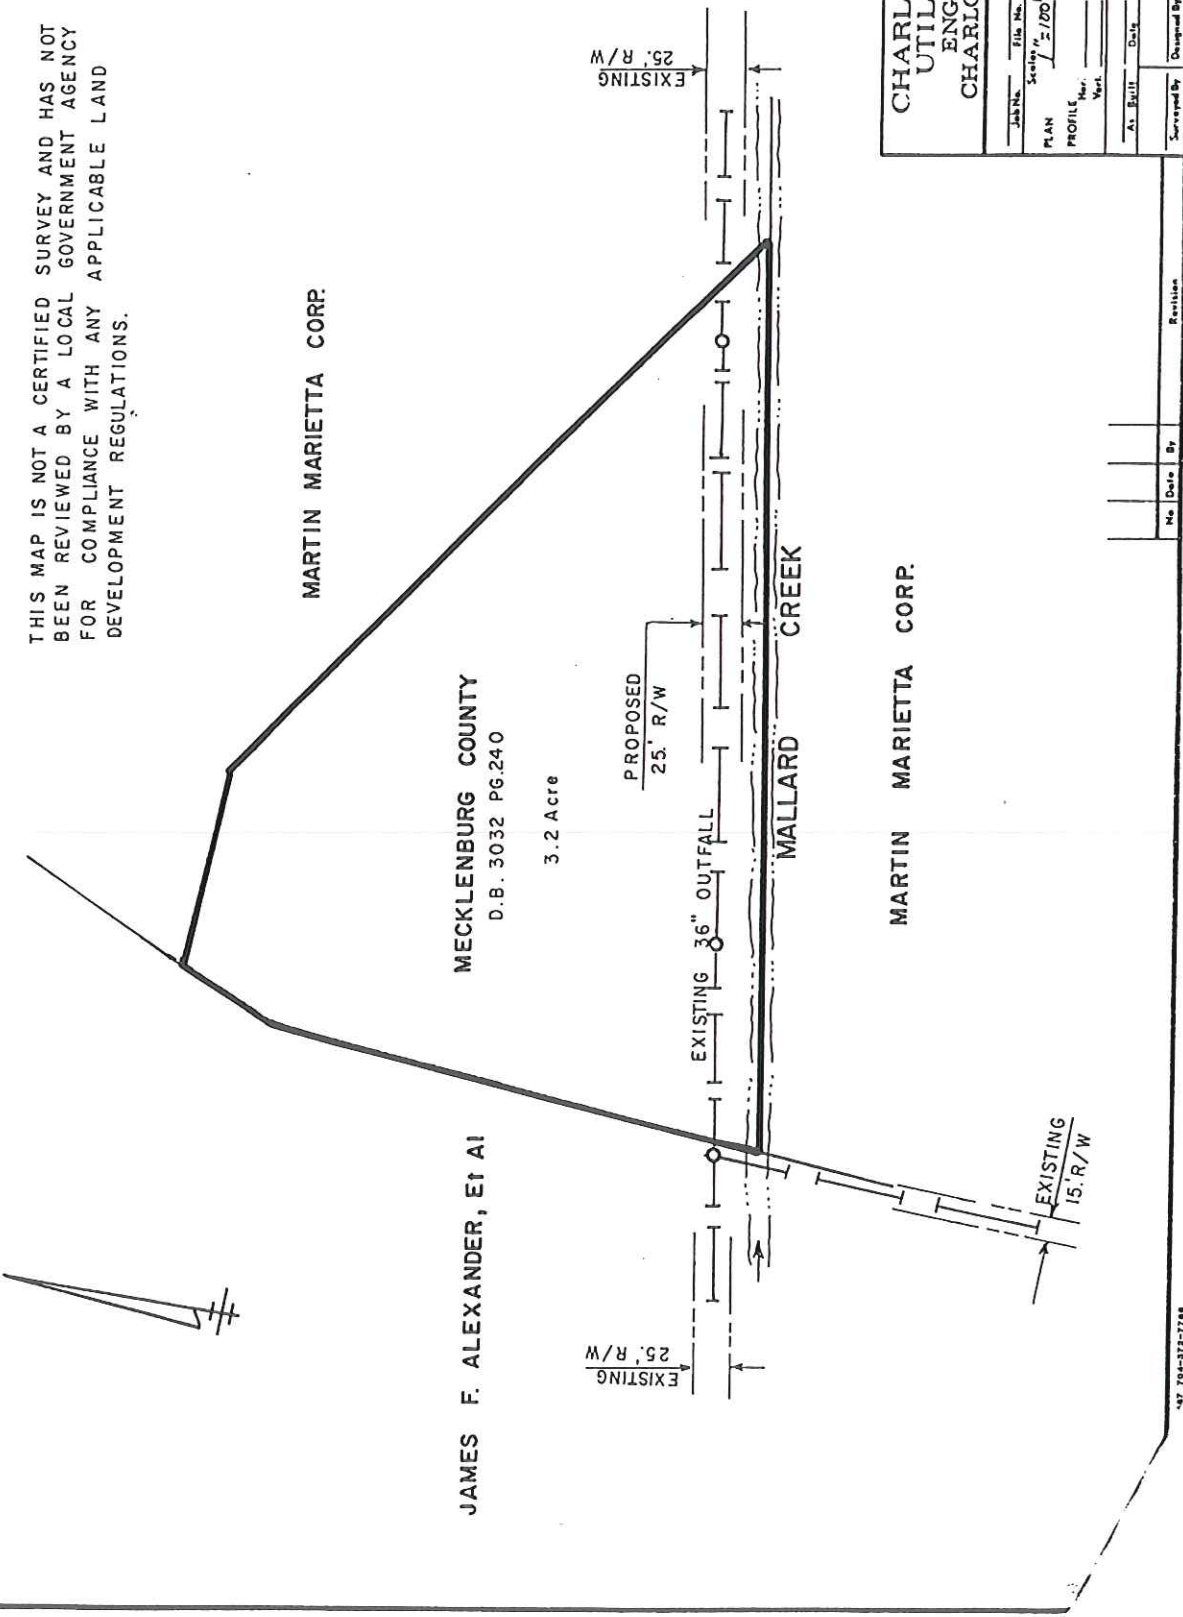 THIS MAP IS NOT A CERTIFIED SURVEY AND HAS NOT
BEEN REVIEWED BY A LOCAL GOVERNMENT AGENCY
FOR COMPLIANCE WITH ANY APPLICABLE LAND
DEVELOPMENT REGULATIONS.
MARTIN MARIETTA CORP.
MECKLENBURG COUNTY
D.B. 3032 PG.240
3.2 Acre
JAMES F. ALEXANDER, Et Al
EXISTING
25.' R/W
PROPOSED
25.' R/W
EXISTING
25.' R/W
EXISTING 36" OUTFALL
MALLARD CREEK
MARTIN MARIETTA CORP.
EXISTING
15.' R/W
CHARL
UTIL
ENG
CHARLO
Job No. File No.
Scales
PLAN 1"=100'
PROFILE Hor:
Vert.
As Built Date
Surveyed By Designed By
No Date By Revision
704-373-7788